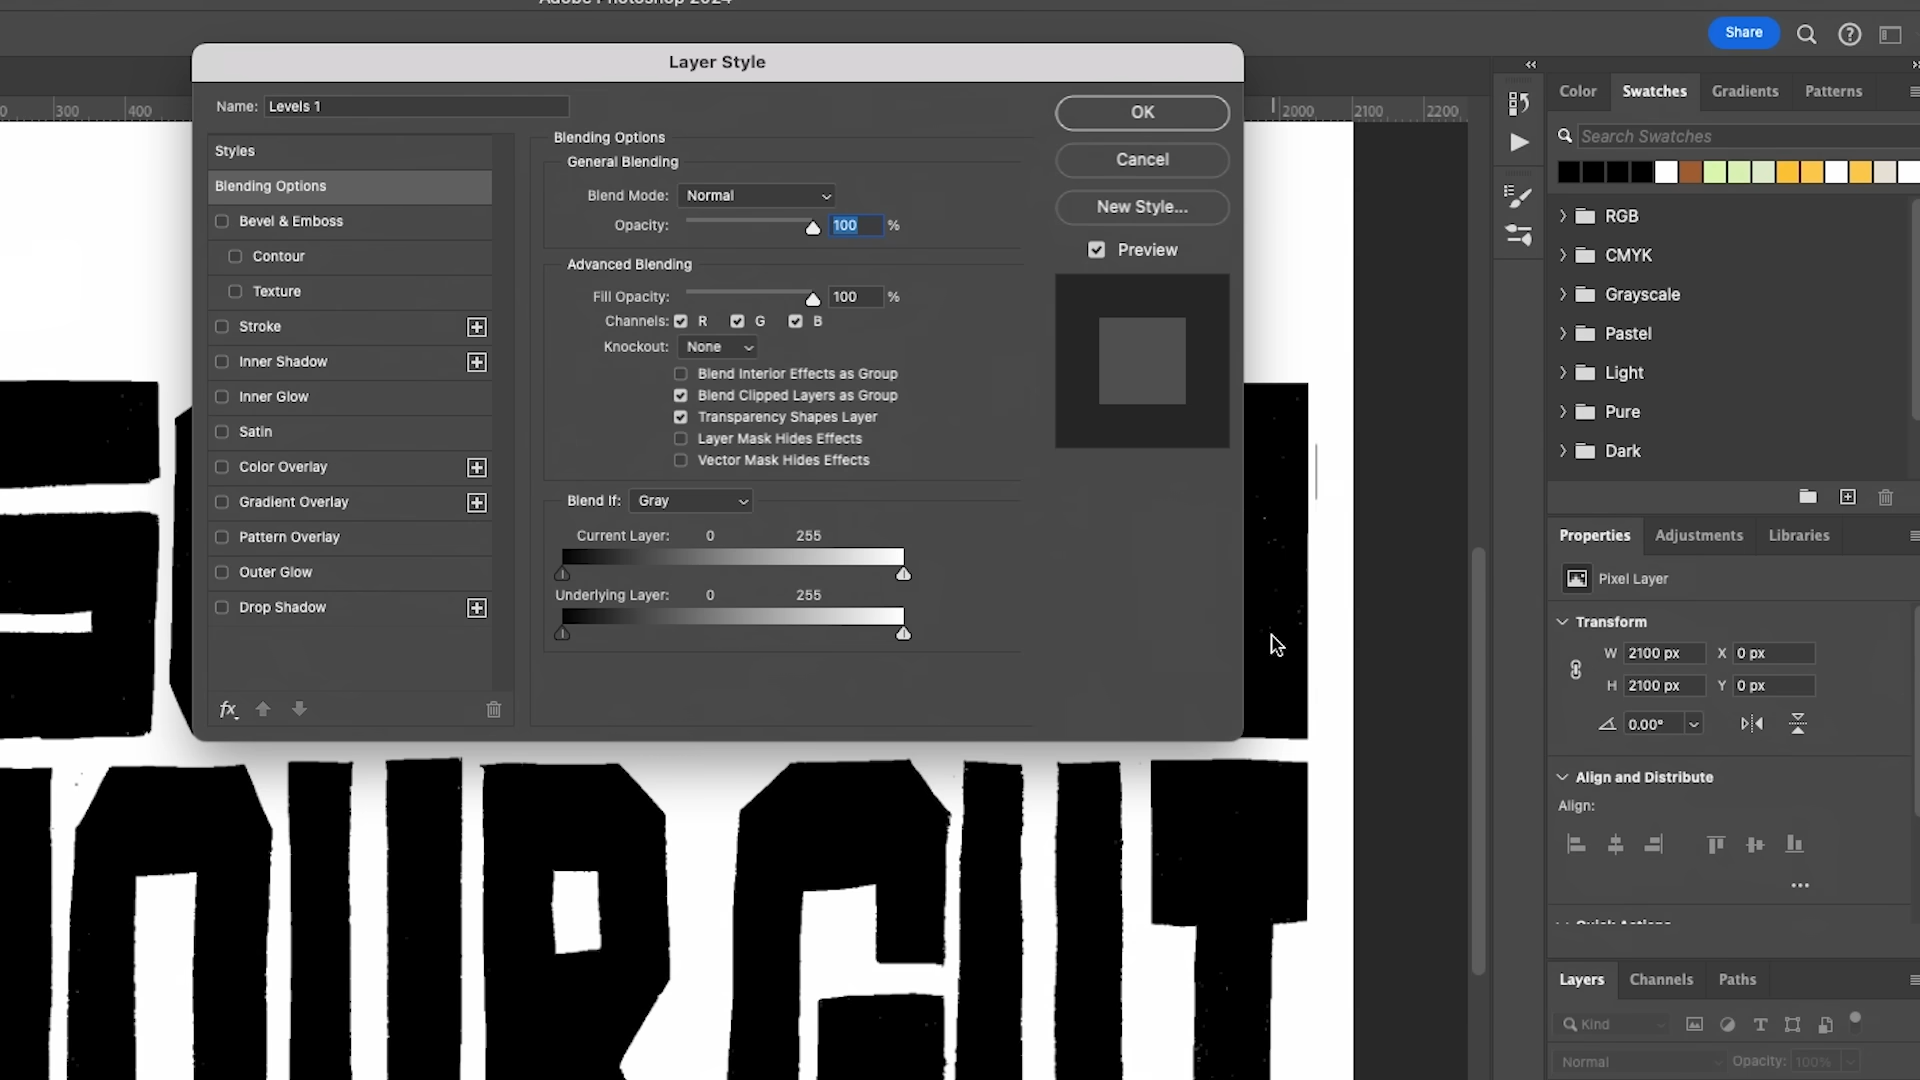 Adobe Photoshop 2024
Share
Layer Style
Name: Levels 1
OK
Cancel
New Style...
Preview
Styles
Blending Options
Bevel & Emboss
Contour
Texture
Stroke
Inner Shadow
Inner Glow
Satin
Color Overlay
Gradient Overlay
Pattern Overlay
Outer Glow
Drop Shadow
fx
Blending Options
General Blending
Blend Mode: Normal
Opacity: 100 %
Advanced Blending
Fill Opacity: 100 %
Channels: R G B
Knockout: None
Blend Interior Effects as Group
Blend Clipped Layers as Group
Transparency Shapes Layer
Layer Mask Hides Effects
Vector Mask Hides Effects
Blend If: Gray
Current Layer: 0 255
Underlying Layer: 0 255
300 400 2000 2100 2200
Color Swatches Gradients Patterns
Search Swatches
RGB
CMYK
Grayscale
Pastel
Light
Pure
Dark
Properties Adjustments Libraries
Pixel Layer
Transform
W 2100 px X 0 px
H 2100 px Y 0 px
0.00°
Align and Distribute
Align:
Quick Actions
Layers Channels Paths
Kind
Normal Opacity: 100%